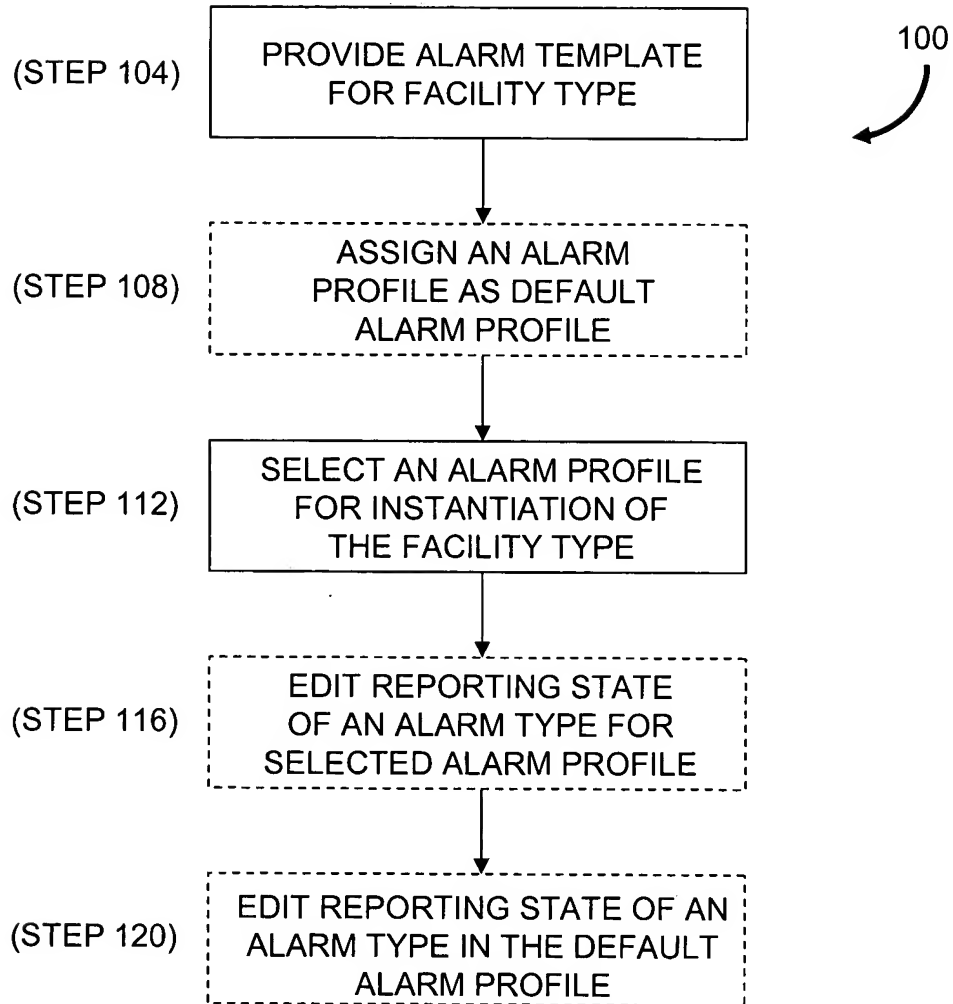 100
(STEP 104)
PROVIDE ALARM TEMPLATE
FOR FACILITY TYPE
(STEP 108)
ASSIGN AN ALARM
PROFILE AS DEFAULT
ALARM PROFILE
(STEP 112)
SELECT AN ALARM PROFILE
FOR INSTANTIATION OF
THE FACILITY TYPE
(STEP 116)
EDIT REPORTING STATE
OF AN ALARM TYPE FOR
SELECTED ALARM PROFILE
(STEP 120)
EDIT REPORTING STATE OF AN
ALARM TYPE IN THE DEFAULT
ALARM PROFILE